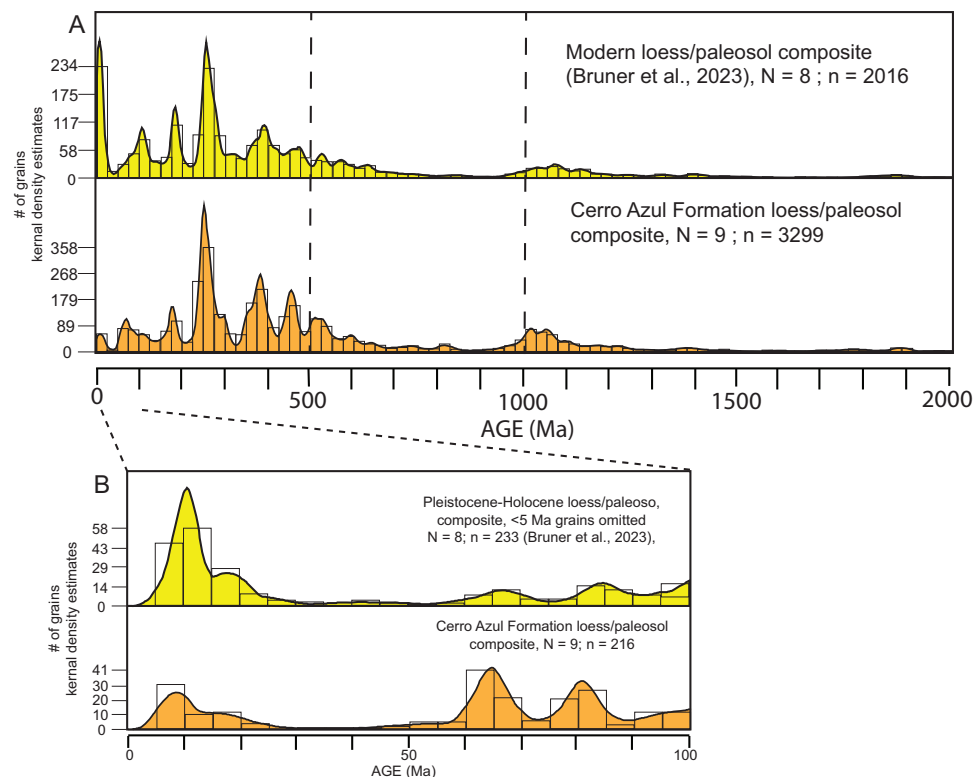 A
Modern loess/paleosol composite
(Bruner et al., 2023), N = 8 ; n = 2016
234
175
117
58
0
# of grains
kernal density estimates
Cerro Azul Formation loess/paleosol
composite, N = 9 ; n = 3299
358
268
179
89
0
0
500
1000
1500
2000
AGE (Ma)
B
Pleistocene-Holocene loess/paleoso,
composite, <5 Ma grains omitted
N = 8; n = 233 (Bruner et al., 2023),
58
43
29
14
0
# of grains
kernal density estimates
Cerro Azul Formation loess/paleosol
composite, N = 9; n = 216
41
30
20
10
0
0
50
100
AGE (Ma)